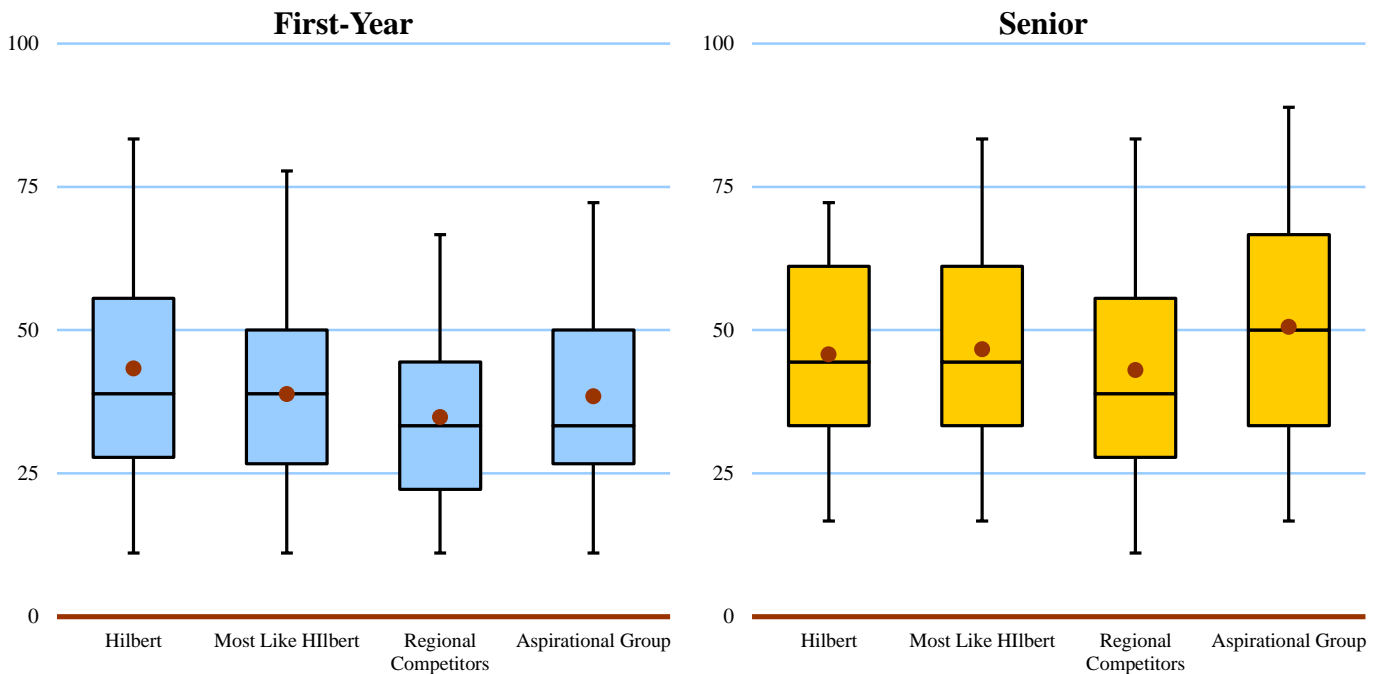 First-Year
100
75
50
25
0
Hilbert
Most Like HIlbert
Regional
Competitors
Aspirational Group
Senior
100
75
50
25
0
Hilbert
Most Like HIlbert
Regional
Competitors
Aspirational Group